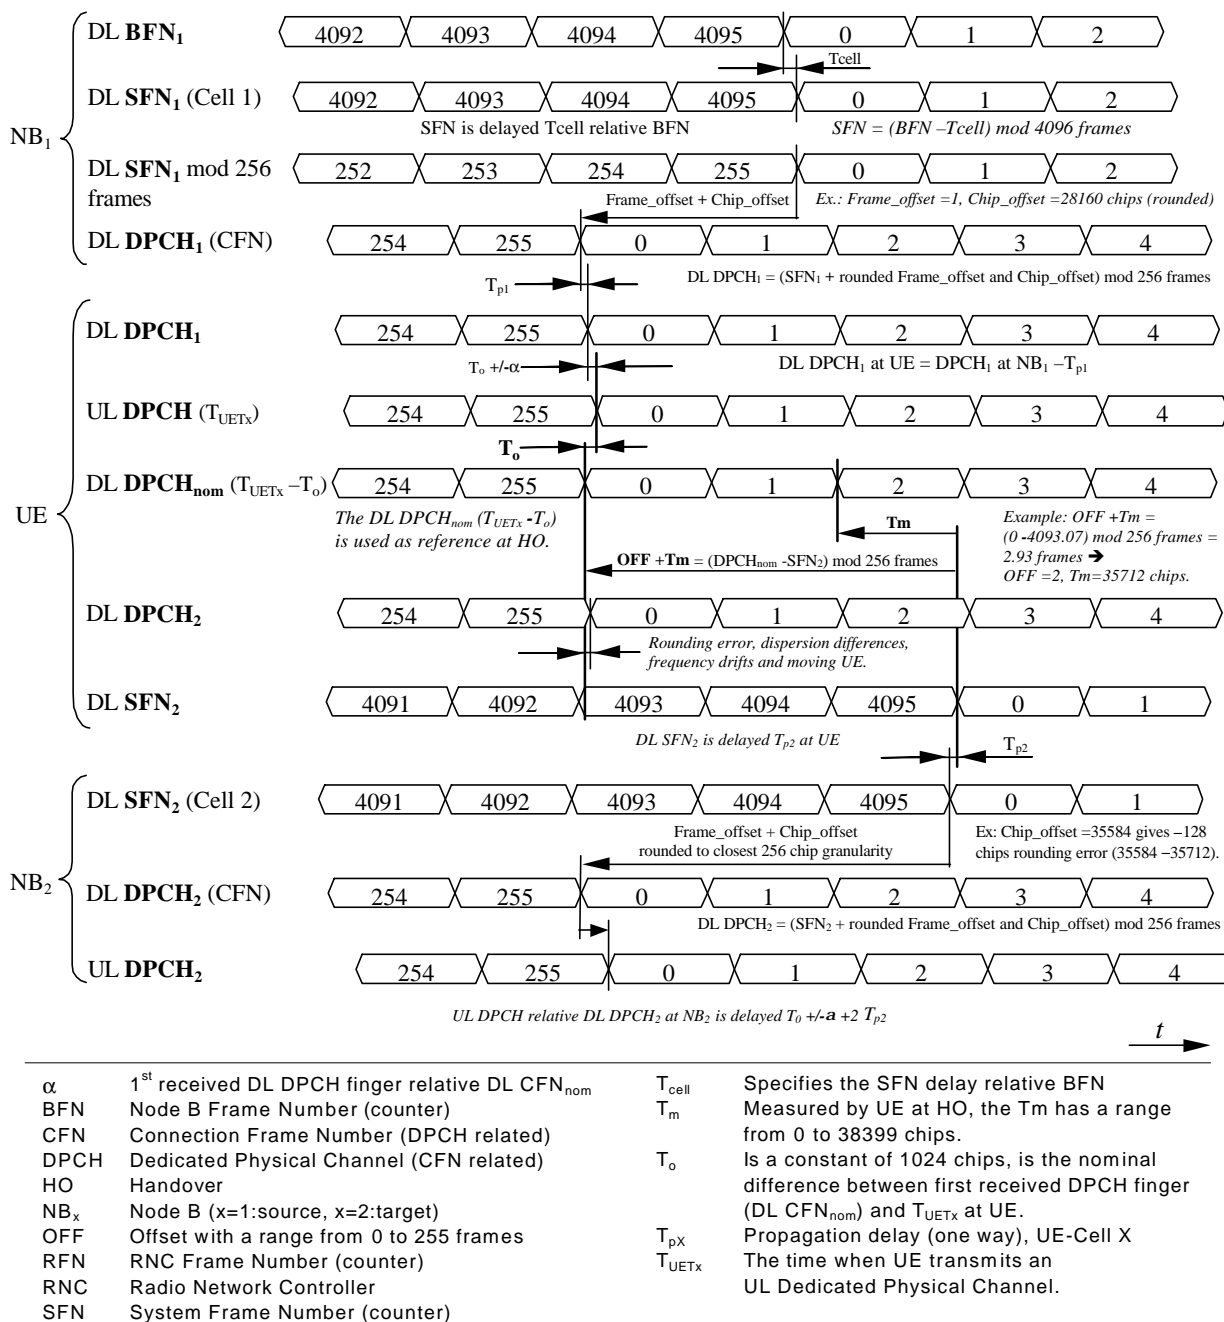 DL BFN1 4092 4093 4094 4095 0 1 2
Tcell
DL SFN1 (Cell 1) 4092 4093 4094 4095 0 1 2
NB1
SFN is delayed Tcell relative BFN SFN = (BFN –Tcell) mod 4096 frames
DL SFN1 mod 256 frames 252 253 254 255 0 1 2
Frame_offset + Chip_offset Ex.: Frame_offset =1, Chip_offset =28160 chips (rounded)
DL DPCH1 (CFN) 254 255 0 1 2 3 4
Tp1 DL DPCH1 = (SFN1 + rounded Frame_offset and Chip_offset) mod 256 frames
DL DPCH1 254 255 0 1 2 3 4
To +/-α DL DPCH1 at UE = DPCH1 at NB1 –Tp1
UL DPCH (TUETx) 254 255 0 1 2 3 4
To
DL DPCHnom (TUETx –To) 254 255 0 1 2 3 4
UE
The DL DPCHnom (TUETx -To)
is used as reference at HO.
Tm
Example: OFF +Tm =
(0 -4093.07) mod 256 frames =
2.93 frames ➔
OFF =2, Tm=35712 chips.
OFF +Tm = (DPCHnom -SFN2) mod 256 frames
DL DPCH2 254 255 0 1 2 3 4
Rounding error, dispersion differences,
frequency drifts and moving UE.
DL SFN2 4091 4092 4093 4094 4095 0 1
DL SFN2 is delayed Tp2 at UE
Tp2
DL SFN2 (Cell 2) 4091 4092 4093 4094 4095 0 1
Frame_offset + Chip_offset
rounded to closest 256 chip granularity
Ex: Chip_offset =35584 gives –128
chips rounding error (35584 –35712).
NB2
DL DPCH2 (CFN) 254 255 0 1 2 3 4
DL DPCH2 = (SFN2 + rounded Frame_offset and Chip_offset) mod 256 frames
UL DPCH2 254 255 0 1 2 3 4
UL DPCH relative DL DPCH2 at NB2 is delayed T0 +/-a +2 Tp2
t
α 1st received DL DPCH finger relative DL CFNnom
BFN Node B Frame Number (counter)
CFN Connection Frame Number (DPCH related)
DPCH Dedicated Physical Channel (CFN related)
HO Handover
NBx Node B (x=1:source, x=2:target)
OFF Offset with a range from 0 to 255 frames
RFN RNC Frame Number (counter)
RNC Radio Network Controller
SFN System Frame Number (counter)
Tcell Specifies the SFN delay relative BFN
Tm Measured by UE at HO, the Tm has a range
from 0 to 38399 chips.
To Is a constant of 1024 chips, is the nominal
difference between first received DPCH finger
(DL CFNnom) and TUETx at UE.
TpX Propagation delay (one way), UE-Cell X
TUETx The time when UE transmits an
UL Dedicated Physical Channel.